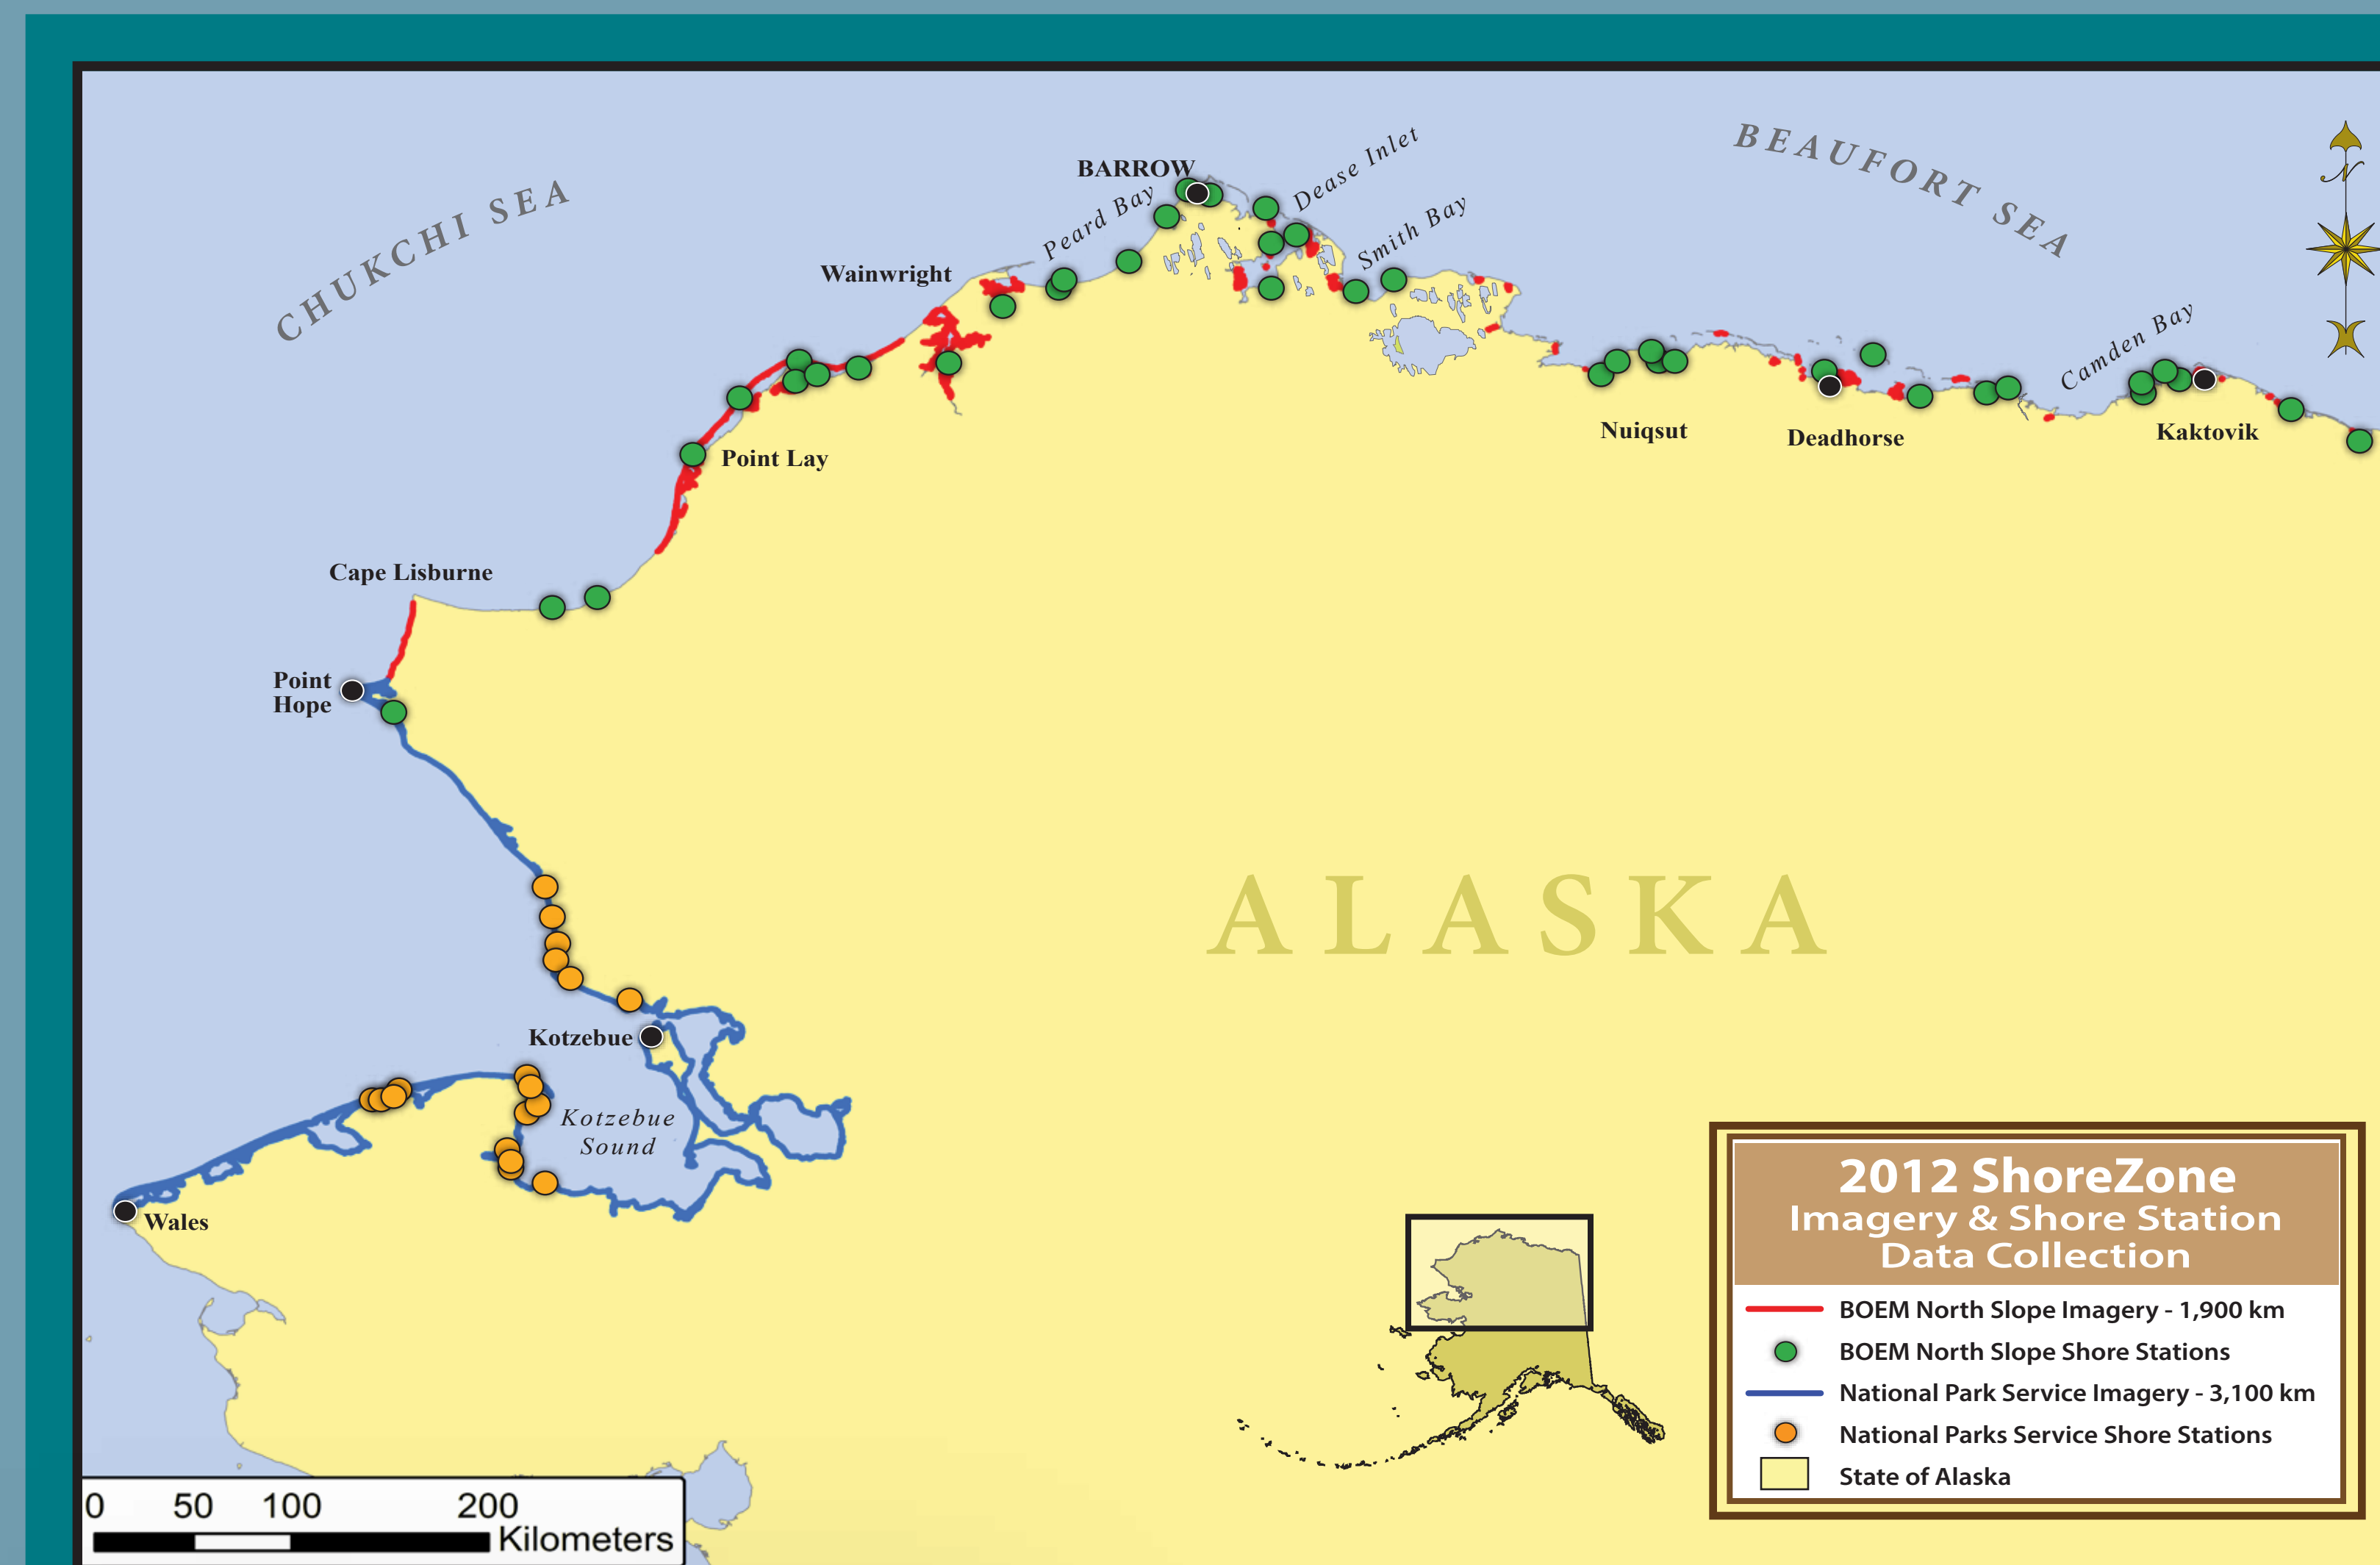 CHUKCHI SEA
BEAUFORT SEA
N
BARROW
Peard Bay
Dease Inlet
Smith Bay
Wainwright
Camden Bay
Nuiqsut
Deadhorse
Kaktovik
Point Lay
Cape Lisburne
Point
Hope
ALASKA
Kotzebue
Kotzebue
Sound
Wales
2012 ShoreZone
Imagery & Shore Station
Data Collection
BOEM North Slope Imagery - 1,900 km
BOEM North Slope Shore Stations
National Park Service Imagery - 3,100 km
National Parks Service Shore Stations
State of Alaska
0 50 100 200
Kilometers